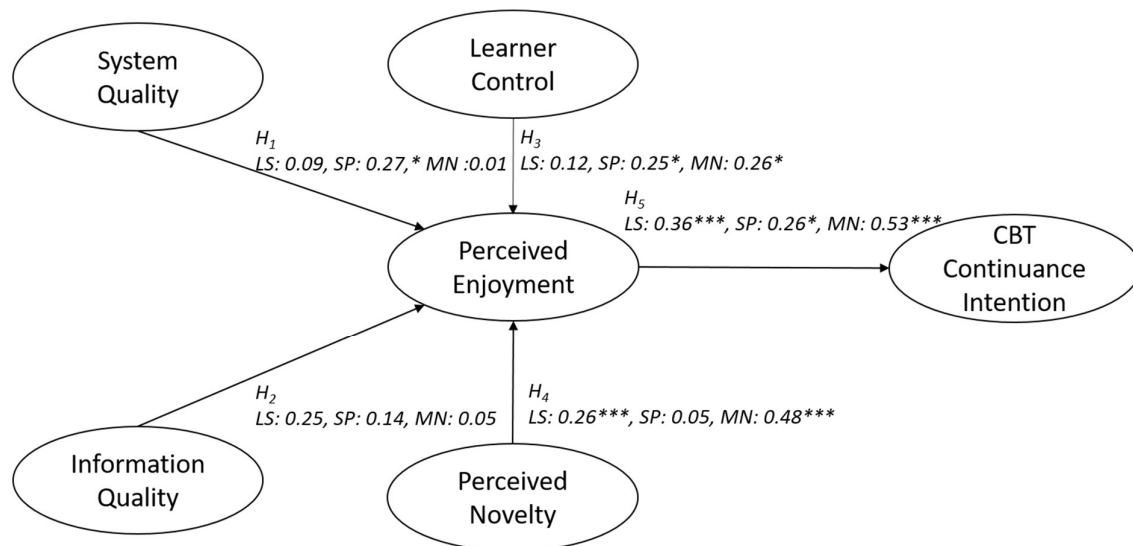 System
Quality
Learner
Control
H1
LS: 0.09, SP: 0.27,* MN :0.01
H3
LS: 0.12, SP: 0.25*, MN: 0.26*
H5
LS: 0.36***, SP: 0.26*, MN: 0.53***
Perceived
Enjoyment
CBT
Continuance
Intention
H2
LS: 0.25, SP: 0.14, MN: 0.05
H4
LS: 0.26***, SP: 0.05, MN: 0.48***
Information
Quality
Perceived
Novelty